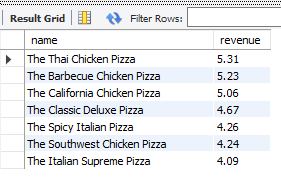 Result Grid Filter Rows:
name revenue
The Thai Chicken Pizza 5.31
The Barbecue Chicken Pizza 5.23
The California Chicken Pizza 5.06
The Classic Deluxe Pizza 4.67
The Spicy Italian Pizza 4.26
The Southwest Chicken Pizza 4.24
The Italian Supreme Pizza 4.09